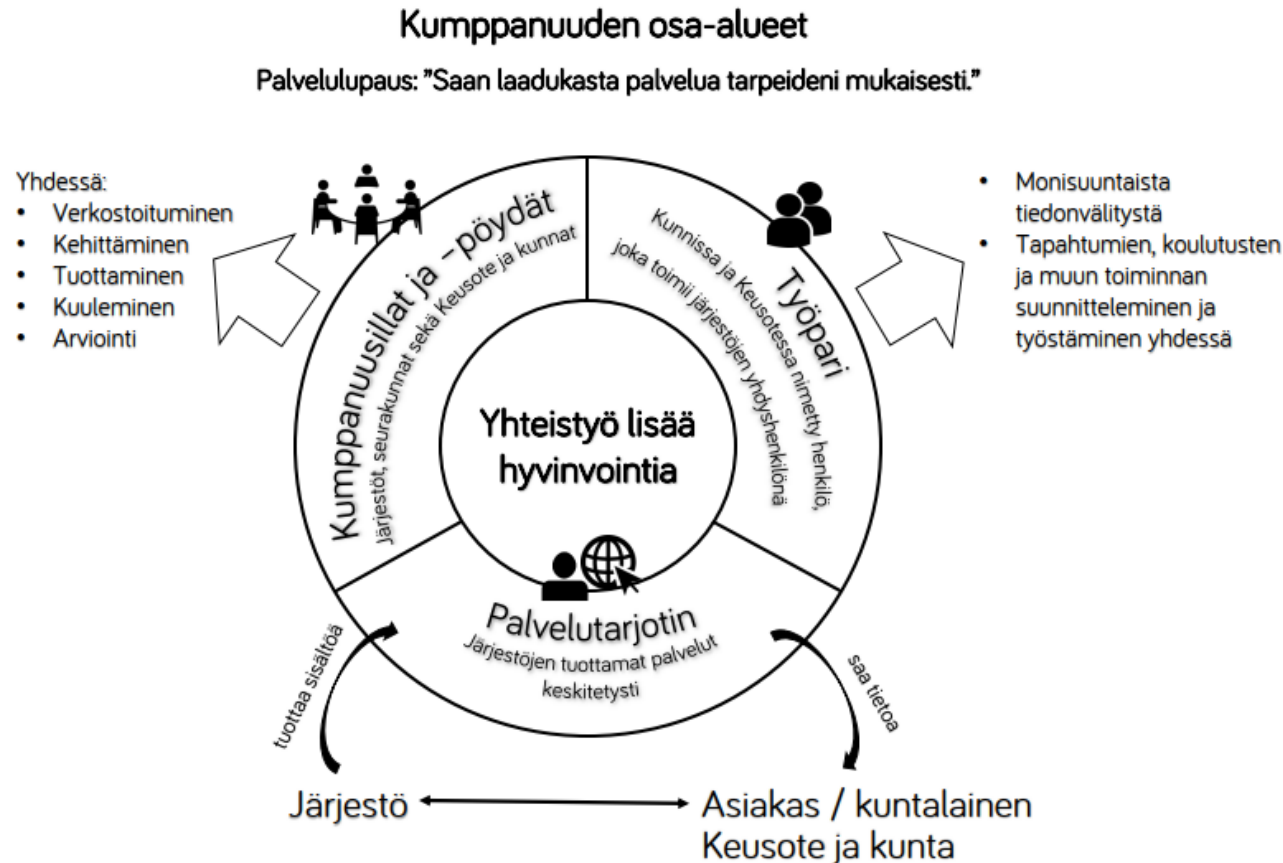 Kumppanuuden osa-alueet
Palvelulupaus: ”Saan laadukasta palvelua tarpeideni mukaisesti.”
Yhdessä:
• Verkostoituminen
• Kehittäminen
• Tuottaminen
• Kuuleminen
• Arviointi
Kumppanuusillat ja –pöydät
Järjestöt, seurakunnat sekä Keusote ja kunnat
Työpari
Kunnissa ja Keusotessa nimetty henkilö,
joka toimii järjestöjen yhdyshenkilönä
• Monisuuntaista
tiedonvälitystä
• Tapahtumien, koulutusten
ja muun toiminnan
suunnitteleminen ja
työstäminen yhdessä
Yhteistyö lisää
hyvinvointia
Palvelutarjotin
Järjestöjen tuottamat palvelut
keskitetysti
tuottaa sisältöä
saa tietoa
Järjestö
Asiakas / kuntalainen
Keusote ja kunta